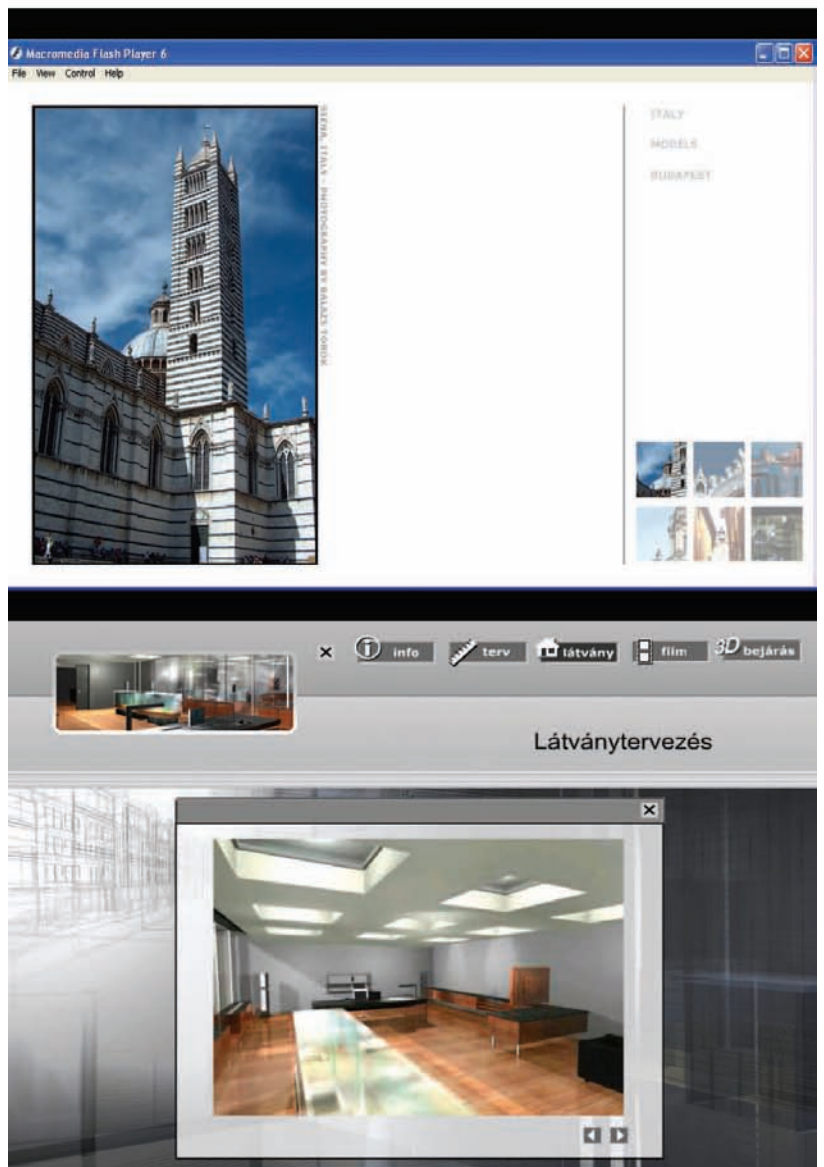 Macromedia Flash Player 6
File View Control Help
SIENA, ITALY - PHOTOGRAPHY BY BALAZS TOROK
ITALY
MODELS
BUDAPEST
info
terv
látvány
film
3D bejárás
Látványtervezés